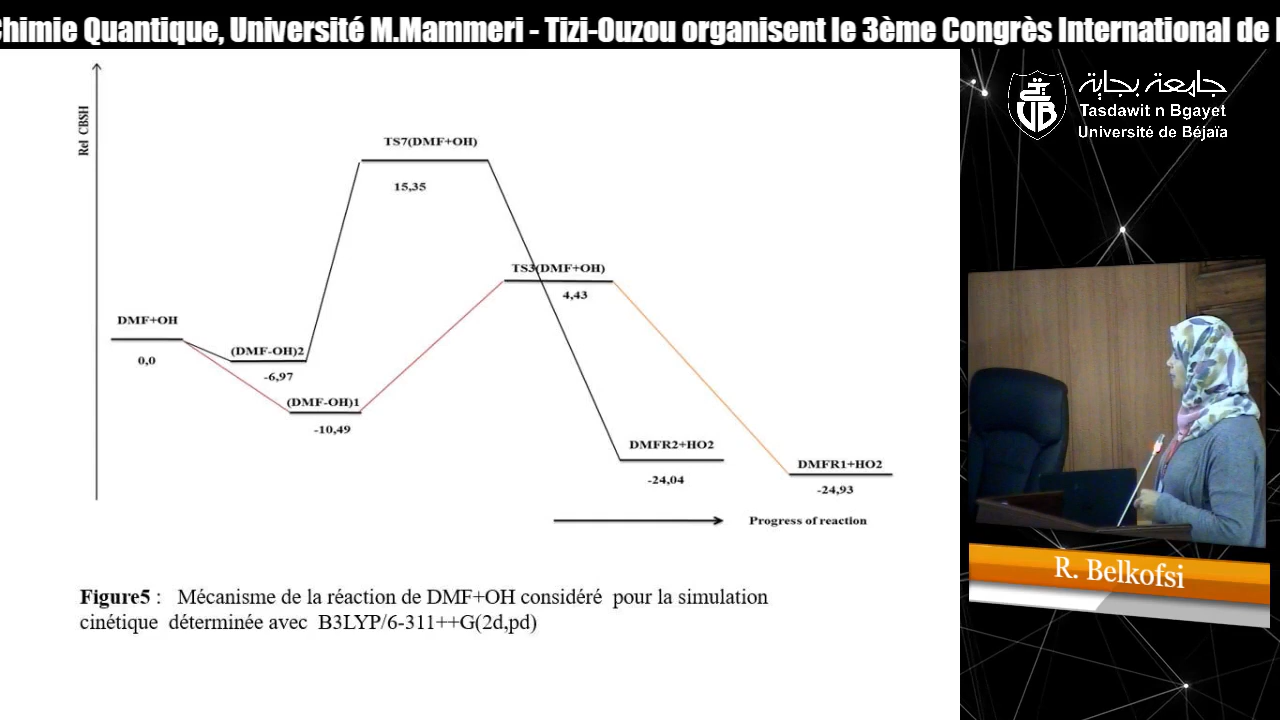 Chimie Quantique, Université M.Mammeri - Tizi-Ouzou organisent le 3ème Congrès International de
جامعة بجاية
Tasdawit n Bgayet
Université de Béjaïa
UB
Rel CBSH
TS7(DMF+OH)
15,35
TS3(DMF+OH)
4,43
DMF+OH
0,0
(DMF-OH)2
-6,97
(DMF-OH)1
-10,49
DMFR2+HO2
-24,04
DMFR1+HO2
-24,93
Progress of reaction
Figure5 : Mécanisme de la réaction de DMF+OH considéré pour la simulation
cinétique déterminée avec B3LYP/6-311++G(2d,pd)
R. Belkofsi